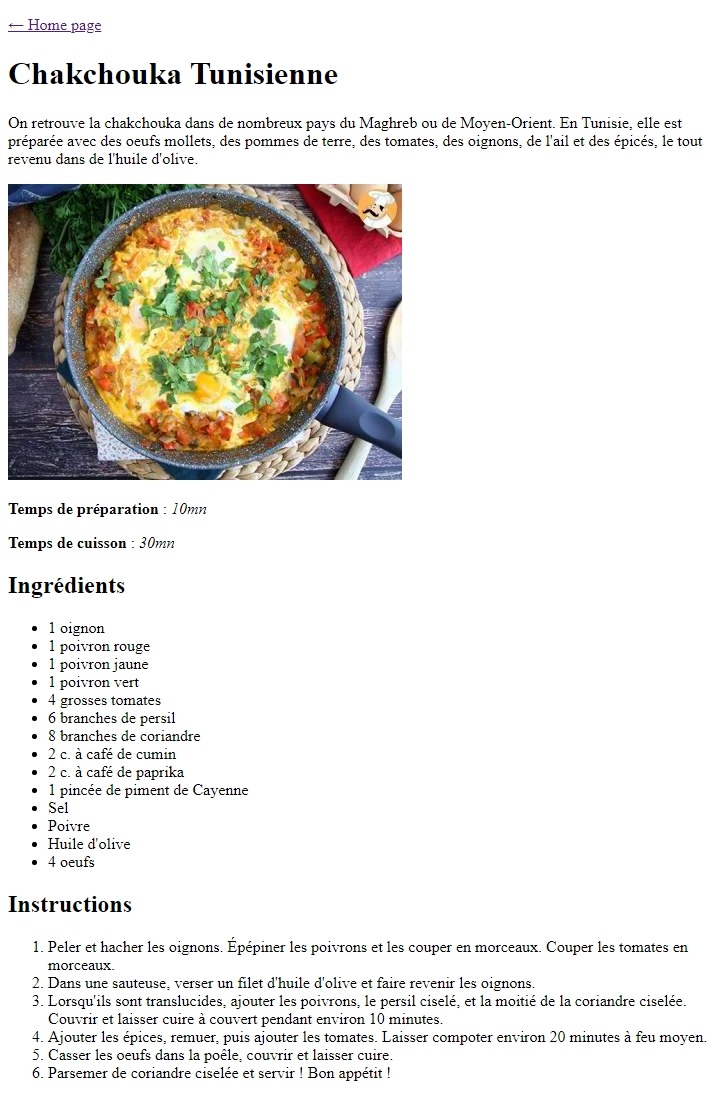 ← Home page
Chakchouka Tunisienne
On retrouve la chakchouka dans de nombreux pays du Maghreb ou de Moyen-Orient. En Tunisie, elle est
préparée avec des oeufs mollets, des pommes de terre, des tomates, des oignons, de l'ail et des épicés, le tout
revenu dans de l'huile d'olive.
Temps de préparation : 10mn
Temps de cuisson : 30mn
Ingrédients
• 1 oignon
• 1 poivron rouge
• 1 poivron jaune
• 1 poivron vert
• 4 grosses tomates
• 6 branches de persil
• 8 branches de coriandre
• 2 c. à café de cumin
• 2 c. à café de paprika
• 1 pincée de piment de Cayenne
• Sel
• Poivre
• Huile d'olive
• 4 oeufs
Instructions
1. Peler et hacher les oignons. Épépiner les poivrons et les couper en morceaux. Couper les tomates en
morceaux.
2. Dans une sauteuse, verser un filet d'huile d'olive et faire revenir les oignons.
3. Lorsqu'ils sont translucides, ajouter les poivrons, le persil ciselé, et la moitié de la coriandre ciselée.
Couvrir et laisser cuire à couvert pendant environ 10 minutes.
4. Ajouter les épices, remuer, puis ajouter les tomates. Laisser compoter environ 20 minutes à feu moyen.
5. Casser les oeufs dans la poêle, couvrir et laisser cuire.
6. Parsemer de coriandre ciselée et servir ! Bon appétit !